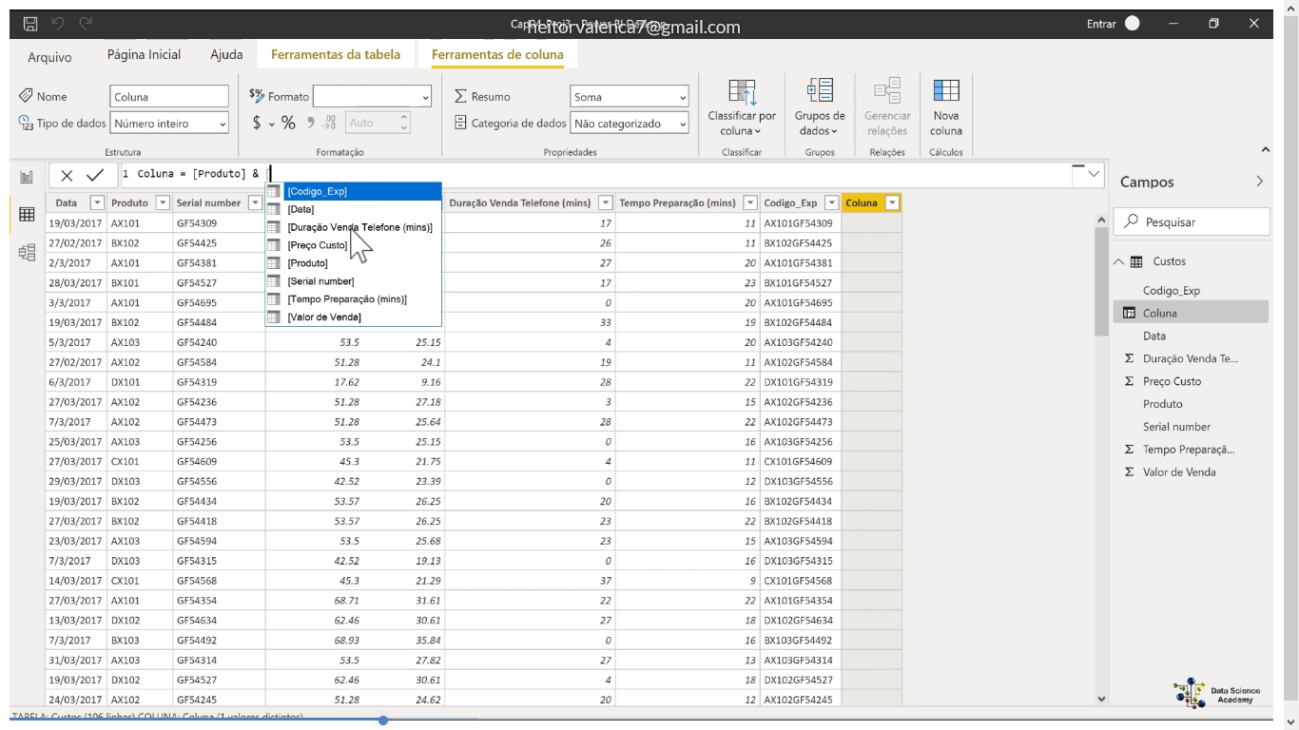 heitorvalenca7@gmail.com
Entrar
Arquivo Página Inicial Ajuda Ferramentas da tabela Ferramentas de coluna
Nome Coluna $% Formato Resumo Soma
Tipo de dados Número inteiro $ % 9 Auto Categoria de dados Não categorizado
Classificar por coluna
Grupos de dados
Gerenciar relações
Nova coluna
Estrutura Formatação Propriedades Classificar Grupos Relações Cálculos
1 Coluna = [Produto] & [
[Codigo_Exp]
[Data]
[Duração Venda Telefone (mins)]
[Preço Custo]
[Produto]
[Serial number]
[Tempo Preparação (mins)]
[Valor de Venda]
Data Produto Serial number Duração Venda Telefone (mins) Tempo Preparação (mins) Codigo_Exp Coluna
19/03/2017 AX101 GF54309 17 11 AX101GF54309
27/02/2017 BX102 GF54425 26 11 BX102GF54425
2/3/2017 AX101 GF54381 27 20 AX101GF54381
28/03/2017 BX101 GF54527 17 23 BX101GF54527
3/3/2017 AX101 GF54695 0 20 AX101GF54695
19/03/2017 BX102 GF54484 33 19 BX102GF54484
5/3/2017 AX103 GF54240 53.5 25.15 4 20 AX103GF54240
27/02/2017 AX102 GF54584 51.28 24.1 19 11 AX102GF54584
6/3/2017 DX101 GF54319 17.62 9.16 28 22 DX101GF54319
27/03/2017 AX102 GF54236 51.28 27.18 3 15 AX102GF54236
7/3/2017 AX102 GF54473 51.28 25.64 28 22 AX102GF54473
25/03/2017 AX103 GF54256 53.5 25.15 0 16 AX103GF54256
27/03/2017 CX101 GF54609 45.3 21.75 4 11 CX101GF54609
29/03/2017 DX103 GF54556 42.52 23.39 0 12 DX103GF54556
19/03/2017 BX102 GF54434 53.57 26.25 20 16 BX102GF54434
27/03/2017 BX102 GF54418 53.57 26.25 23 22 BX102GF54418
23/03/2017 AX103 GF54594 53.5 25.68 23 15 AX103GF54594
7/3/2017 DX103 GF54315 42.52 19.13 0 16 DX103GF54315
14/03/2017 CX101 GF54568 45.3 21.29 37 9 CX101GF54568
27/03/2017 AX101 GF54354 68.71 31.61 22 22 AX101GF54354
13/03/2017 DX102 GF54634 62.46 30.61 27 18 DX102GF54634
7/3/2017 BX103 GF54492 68.93 35.84 0 16 BX103GF54492
31/03/2017 AX103 GF54314 53.5 27.82 27 13 AX103GF54314
19/03/2017 DX102 GF54527 62.46 30.61 4 18 DX102GF54527
24/03/2017 AX102 GF54245 51.28 24.62 20 12 AX102GF54245
TABELA: Custos (106 linhas) COLUNA: Coluna (1 valores distintos)
Campos
Pesquisar
Custos
Codigo_Exp
Coluna
Data
Duração Venda Te...
Preço Custo
Produto
Serial number
Tempo Preparaçã...
Valor de Venda
Data Science
Academy